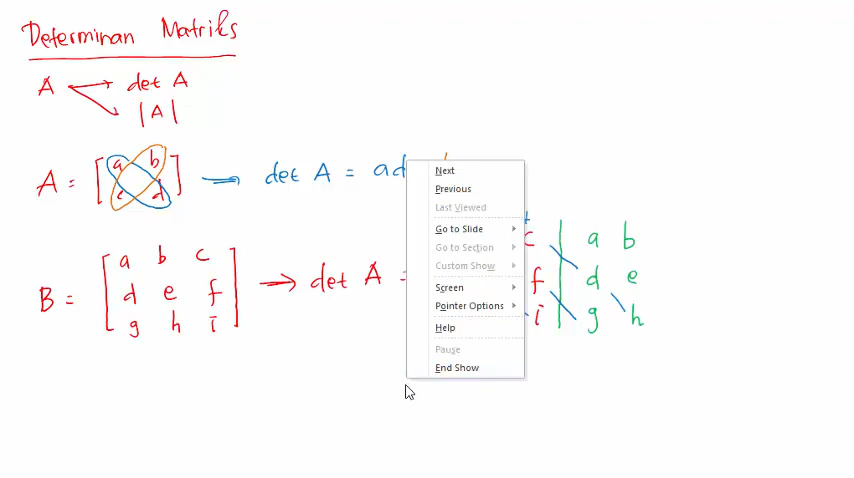 Determinan Matriks
A det A
|A|
A = [ a b → det A = ad
c d ]
B = [ a b c → det A = c | a b
d e f f | d e
g h i ] i | g h
Next
Previous
Last Viewed
Go to Slide
Go to Section
Custom Show
Screen
Pointer Options
Help
Pause
End Show